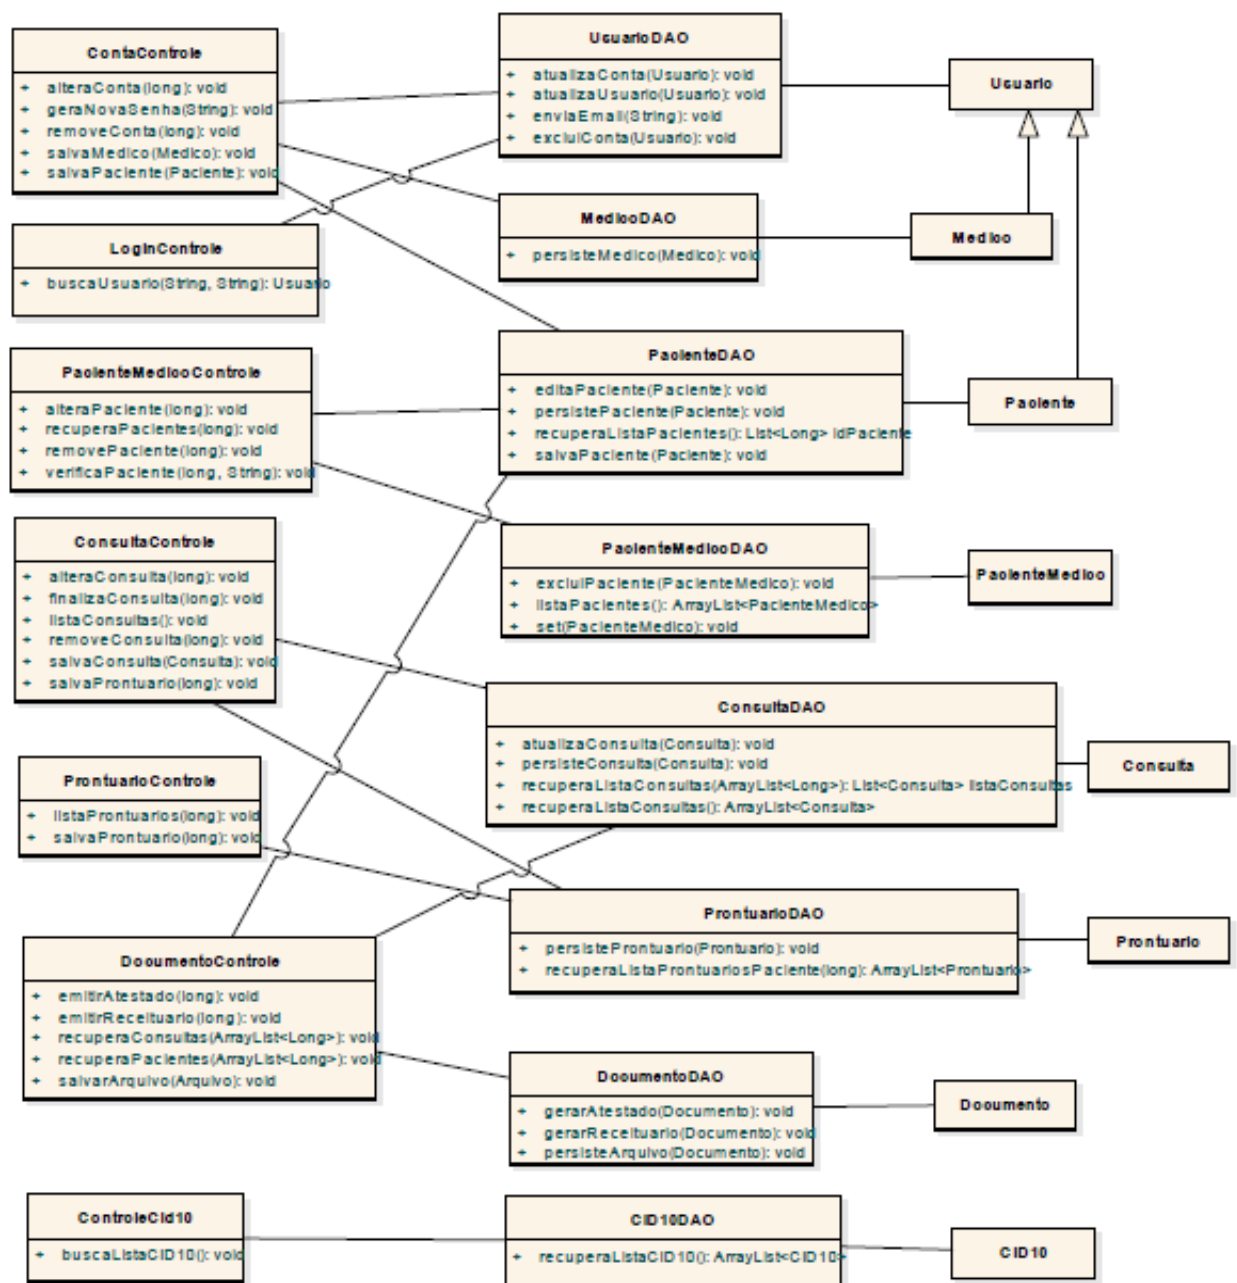 ContaControle
+ alteraConta(long): void
+ geraNovaSenha(String): void
+ removeConta(long): void
+ salvaMedico(Medico): void
+ salvaPaciente(Paciente): void
UsuarioDAO
+ atualizaConta(Usuario): void
+ atualizaUsuario(Usuario): void
+ enviaEmail(String): void
+ excluiConta(Usuario): void
Usuario
LoginControle
+ buscaUsuario(String, String): Usuario
MedicoDAO
+ persisteMedico(Medico): void
Medico
PacienteMedicoControle
+ alteraPaciente(long): void
+ recuperaPacientes(long): void
+ removePaciente(long): void
+ verificaPaciente(long, String): void
PacienteDAO
+ editaPaciente(Paciente): void
+ persistePaciente(Paciente): void
+ recuperaListaPacientes(): List<Long> idPaciente
+ salvaPaciente(Paciente): void
Paciente
ConsultaControle
+ alteraConsulta(long): void
+ finalizaConsulta(long): void
+ listaConsultas(): void
+ removeConsulta(long): void
+ salvaConsulta(Consulta): void
+ salvaProntuario(long): void
PacienteMedicoDAO
+ excluiPaciente(PacienteMedico): void
+ listaPacientes(): ArrayList<PacienteMedico>
+ set(PacienteMedico): void
PacienteMedico
ConsultaDAO
+ atualizaConsulta(Consulta): void
+ persisteConsulta(Consulta): void
+ recuperaListaConsultas(ArrayList<Long>): List<Consulta> listaConsultas
+ recuperaListaConsultas(): ArrayList<Consulta>
Consulta
ProntuarioControle
+ listaProntuarios(long): void
+ salvaProntuario(long): void
ProntuarioDAO
+ persisteProntuario(Prontuario): void
+ recuperaListaProntuariosPaciente(long): ArrayList<Prontuario>
Prontuario
DocumentoControle
+ emitirAtestado(long): void
+ emitirReceituario(long): void
+ recuperaConsultas(ArrayList<Long>): void
+ recuperaPacientes(ArrayList<Long>): void
+ salvarArquivo(Arquivo): void
DocumentoDAO
+ gerarAtestado(Documento): void
+ gerarReceituario(Documento): void
+ persisteArquivo(Documento): void
Documento
ControleCid10
+ buscaListaCID10(): void
CID10DAO
+ recuperaListaCID10(): ArrayList<CID10>
CID10